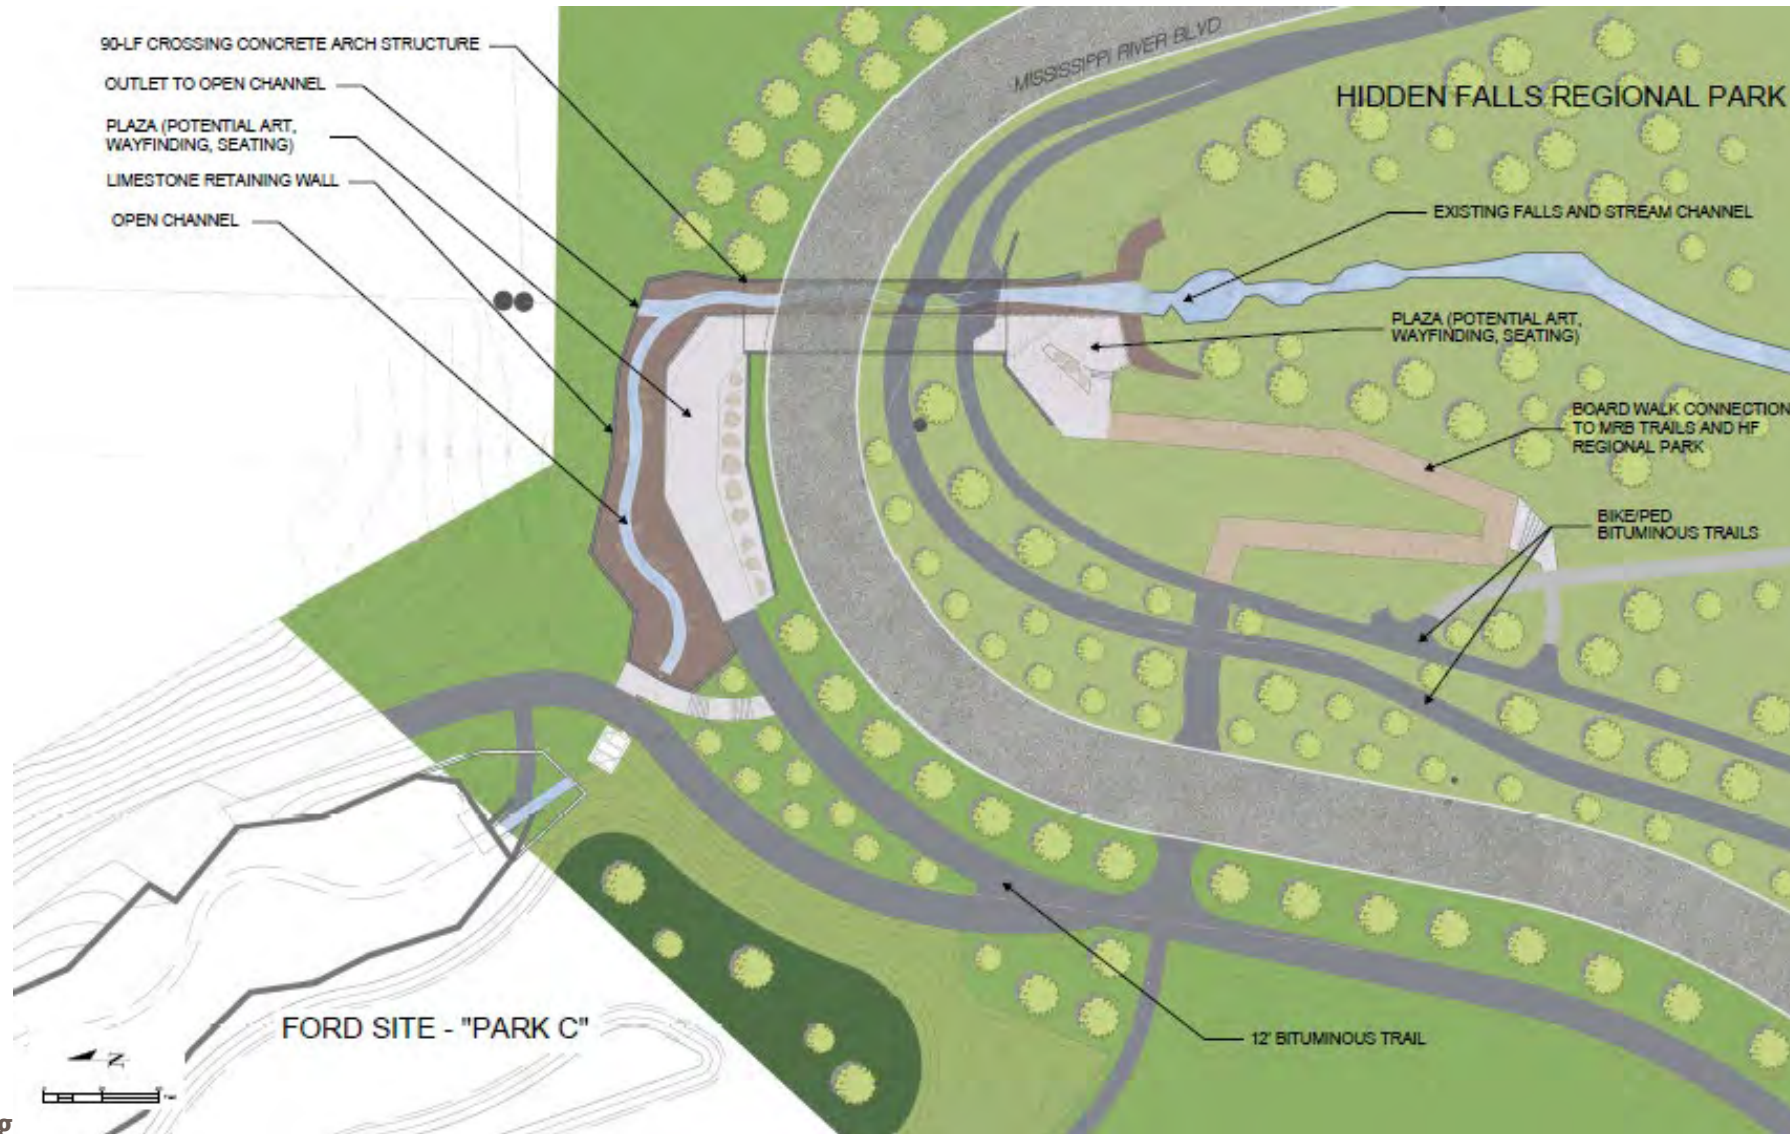 90-LF CROSSING CONCRETE ARCH STRUCTURE
OUTLET TO OPEN CHANNEL
PLAZA (POTENTIAL ART,
WAYFINDING, SEATING)
LIMESTONE RETAINING WALL
OPEN CHANNEL
MISSISSIPPI RIVER BLVD
HIDDEN FALLS REGIONAL PARK
EXISTING FALLS AND STREAM CHANNEL
PLAZA (POTENTIAL ART,
WAYFINDING, SEATING)
BOARD WALK CONNECTION
TO MRB TRAILS AND HF
REGIONAL PARK
BIKE/PED
BITUMINOUS TRAILS
12' BITUMINOUS TRAIL
FORD SITE - "PARK C"
N
g